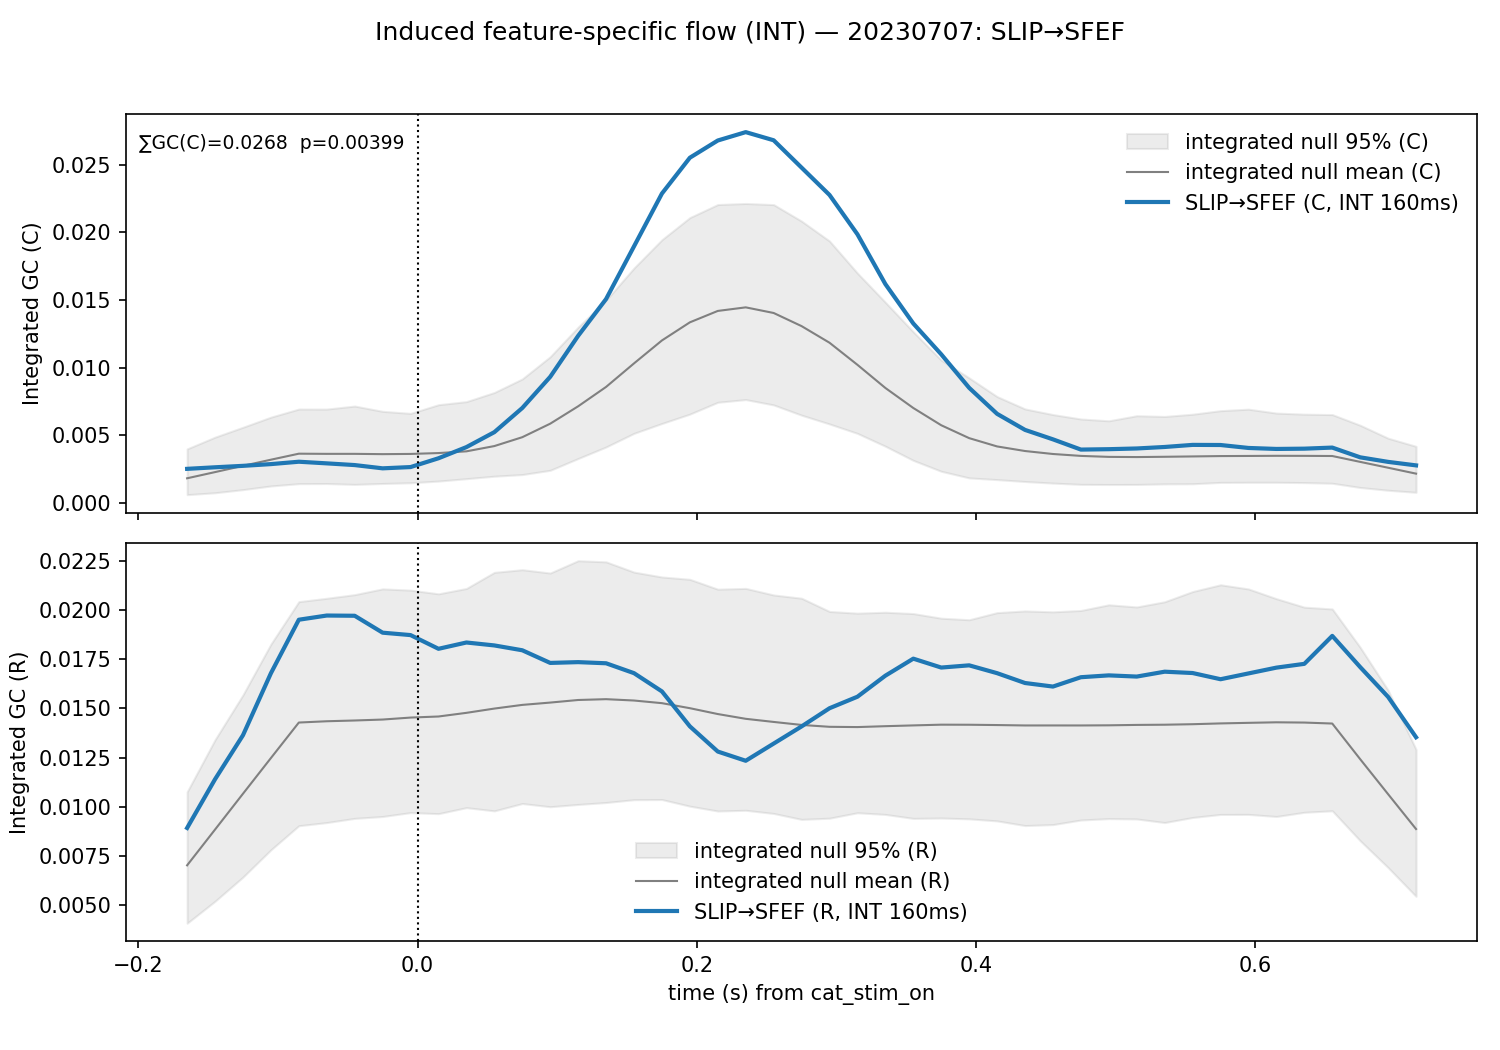 Induced feature-specific flow (INT) — 20230707: SLIP→SFEF
∑GC(C)=0.0268  p=0.00399
integrated null 95% (C)
integrated null mean (C)
SLIP→SFEF (C, INT 160ms)
Integrated GC (C)
0.025
0.020
0.015
0.010
0.005
0.000
Integrated GC (R)
0.0225
0.0200
0.0175
0.0150
0.0125
0.0100
0.0075
0.0050
integrated null 95% (R)
integrated null mean (R)
SLIP→SFEF (R, INT 160ms)
−0.2 0.0 0.2 0.4 0.6
time (s) from cat_stim_on